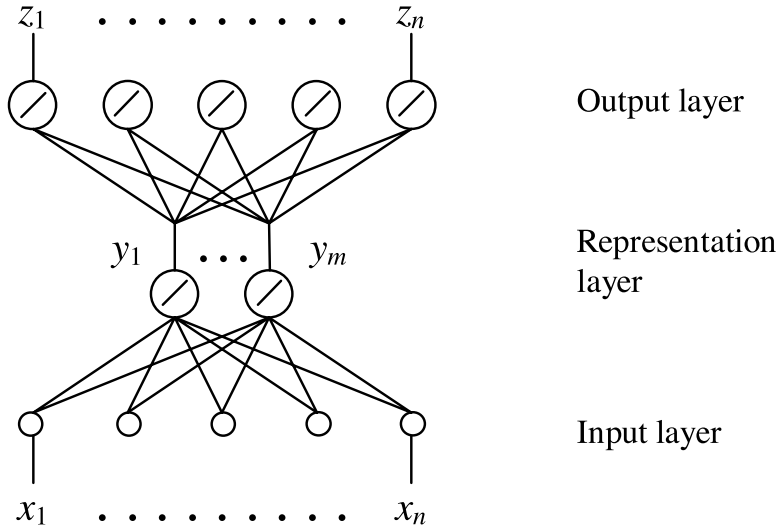 z1 . . . . . . . . . . zn
Output layer
y1 ... ym
Representation
layer
Input layer
x1 . . . . . . . . . . xn